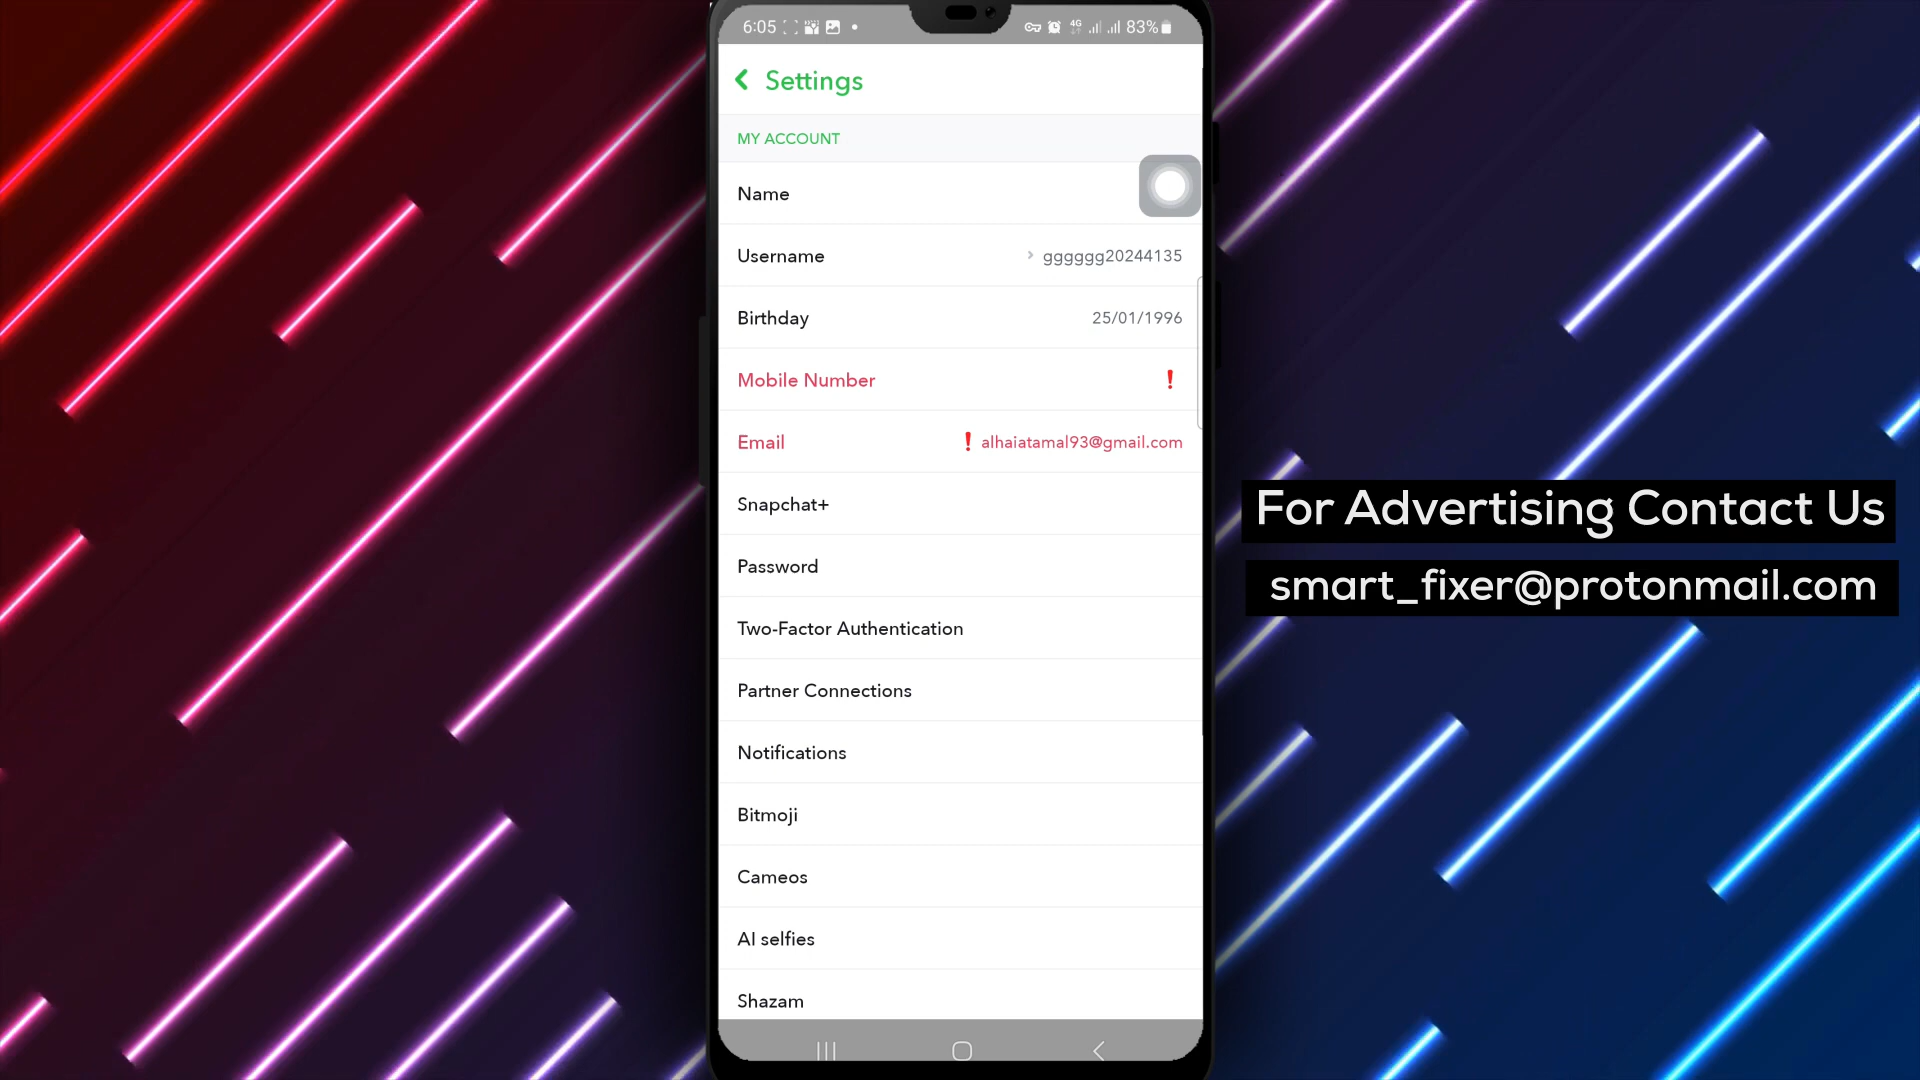 6:05
4G
83%
Settings
MY ACCOUNT
Name
Username gggggg20244135
Birthday 25/01/1996
Mobile Number !
Email ! alhaiatamal93@gmail.com
Snapchat+
Password
Two-Factor Authentication
Partner Connections
Notifications
Bitmoji
Cameos
AI selfies
Shazam
For Advertising Contact Us
smart_fixer@protonmail.com